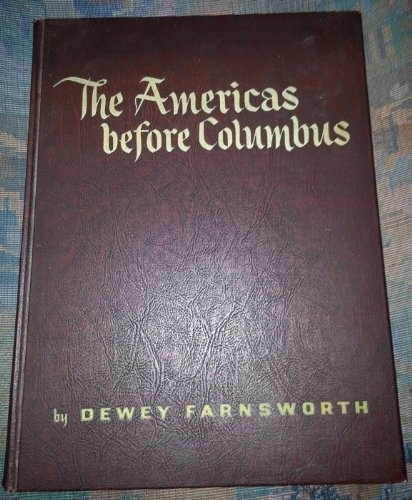 The Americas
before Columbus
by DEWEY FARNSWORTH